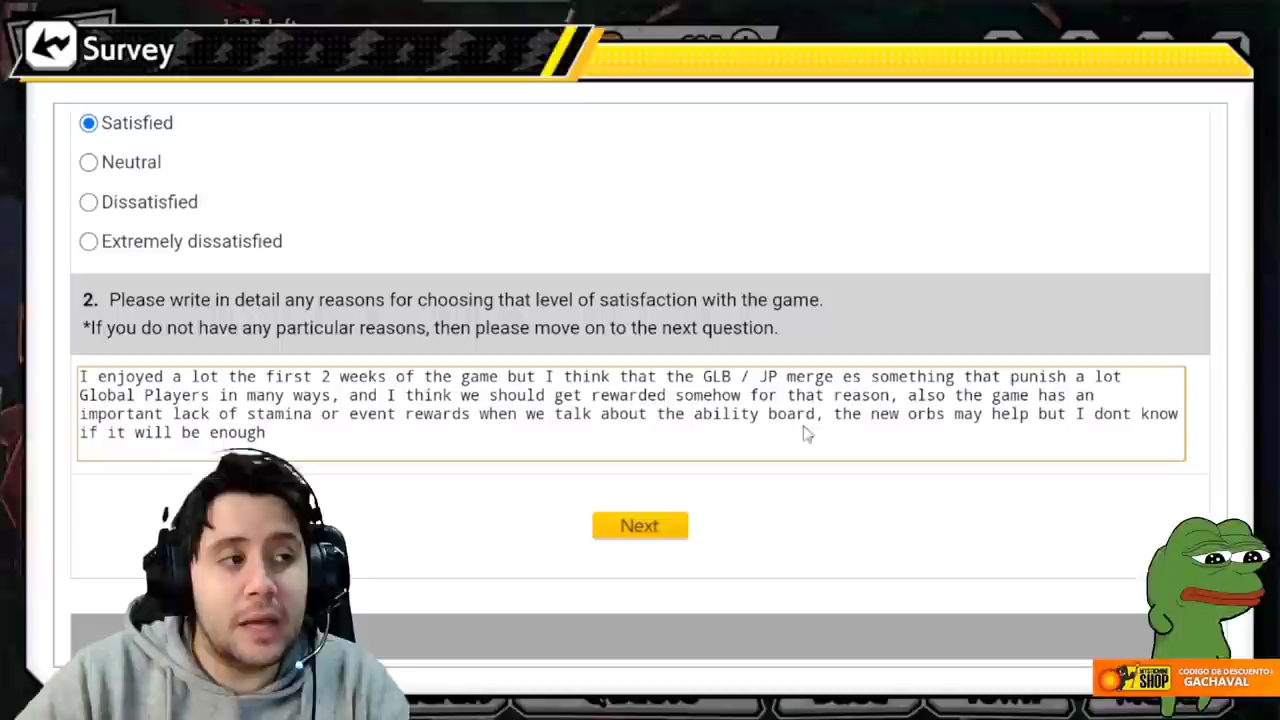 Survey
Satisfied
Neutral
Dissatisfied
Extremely dissatisfied
2. Please write in detail any reasons for choosing that level of satisfaction with the game.
*If you do not have any particular reasons, then please move on to the next question.
I enjoyed a lot the first 2 weeks of the game but I think that the GLB / JP merge es something that punish a lot
Global Players in many ways, and I think we should get rewarded somehow for that reason, also the game has an
important lack of stamina or event rewards when we talk about the ability board, the new orbs may help but I dont know
if it will be enough
Next
SHOP
CODIGO DE DESCUENTO
GACHAVAL